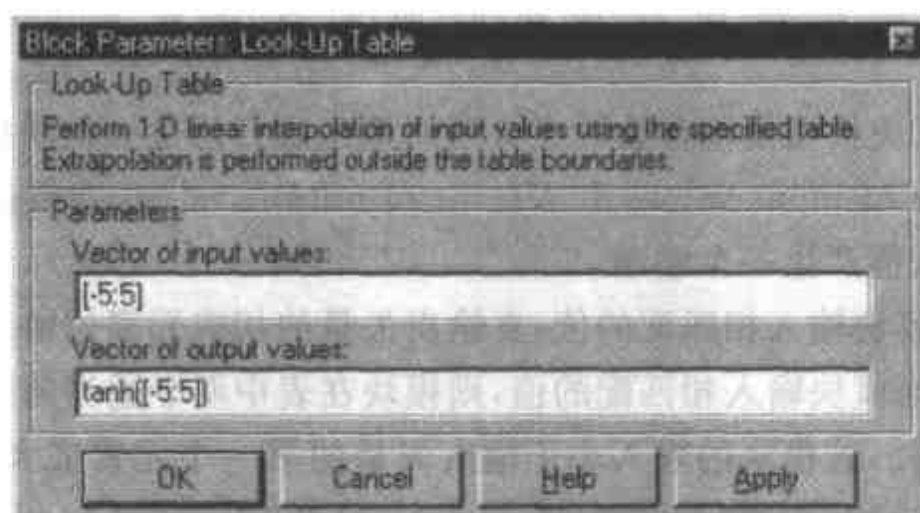 Block Parameters: Look-Up Table
Look-Up Table
Perform 1-D linear interpolation of input values using the specified table.
Extrapolation is performed outside the table boundaries.
Parameters
Vector of input values:
[-5:5]
Vector of output values:
tanh([-5:5])
OK
Cancel
Help
Apply